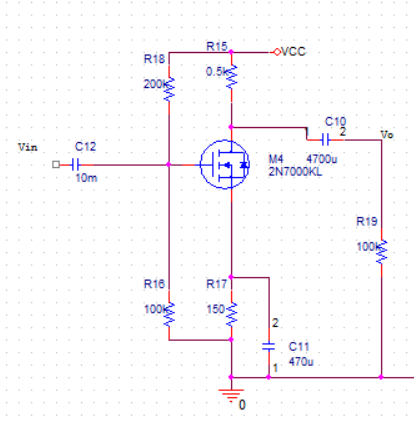 R15
VCC
R18
0.5k
200k
C10
1
2
Vo
Vin
C12
M4
4700u
10m
2N7000KL
R19
100k
R16
R17
100k
150
2
C11
470u
1
0